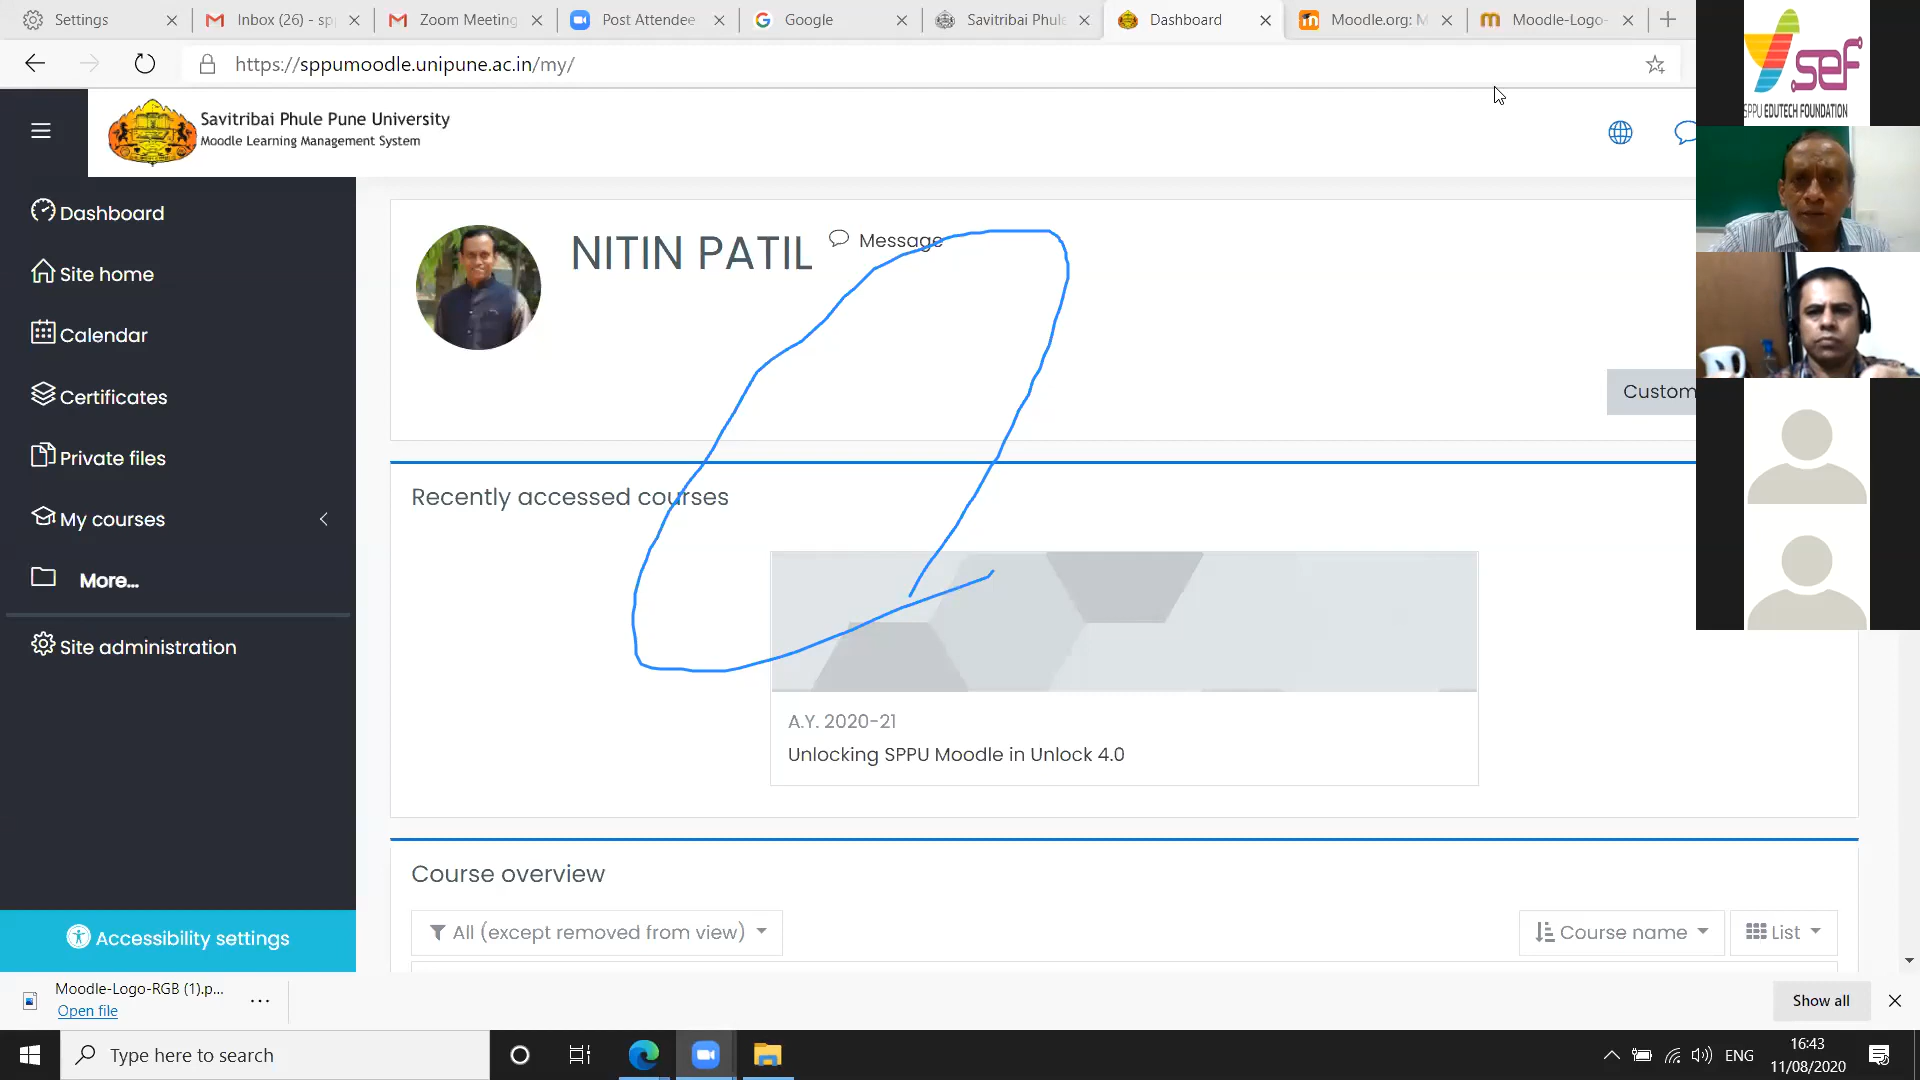 Settings
Inbox (26) - sp
Zoom Meeting
Post Attendee
Google
Savitribai Phule
Dashboard
Moodle.org: M
Moodle-Logo-
https://sppumoodle.unipune.ac.in/my/
sef
SPPU EDUTECH FOUNDATION
Savitribai Phule Pune University
Moodle Learning Management System
Dashboard
Site home
Calendar
Certificates
Private files
My courses
More...
Site administration
Accessibility settings
NITIN PATIL
Message
Custom
Recently accessed courses
A.Y. 2020-21
Unlocking SPPU Moodle in Unlock 4.0
Course overview
All (except removed from view)
Course name
List
Moodle-Logo-RGB (1).p...
Open file
Show all
Type here to search
ENG
16:43
11/08/2020